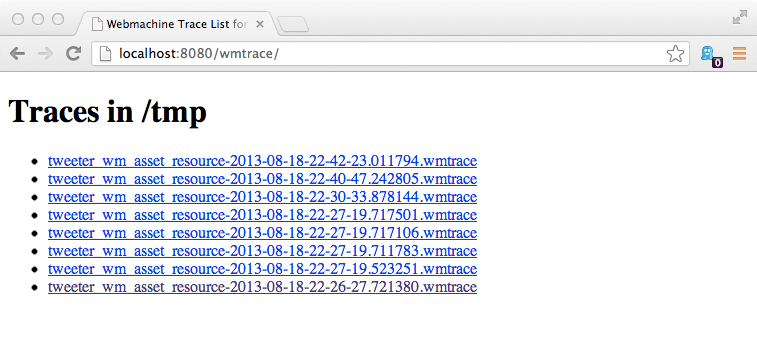 Webmachine Trace List for
localhost:8080/wmtrace/
0
Traces in /tmp
tweeter_wm_asset_resource-2013-08-18-22-42-23.011794.wmtrace
tweeter_wm_asset_resource-2013-08-18-22-40-47.242805.wmtrace
tweeter_wm_asset_resource-2013-08-18-22-30-33.878144.wmtrace
tweeter_wm_asset_resource-2013-08-18-22-27-19.717501.wmtrace
tweeter_wm_asset_resource-2013-08-18-22-27-19.717106.wmtrace
tweeter_wm_asset_resource-2013-08-18-22-27-19.711783.wmtrace
tweeter_wm_asset_resource-2013-08-18-22-27-19.523251.wmtrace
tweeter_wm_asset_resource-2013-08-18-22-26-27.721380.wmtrace